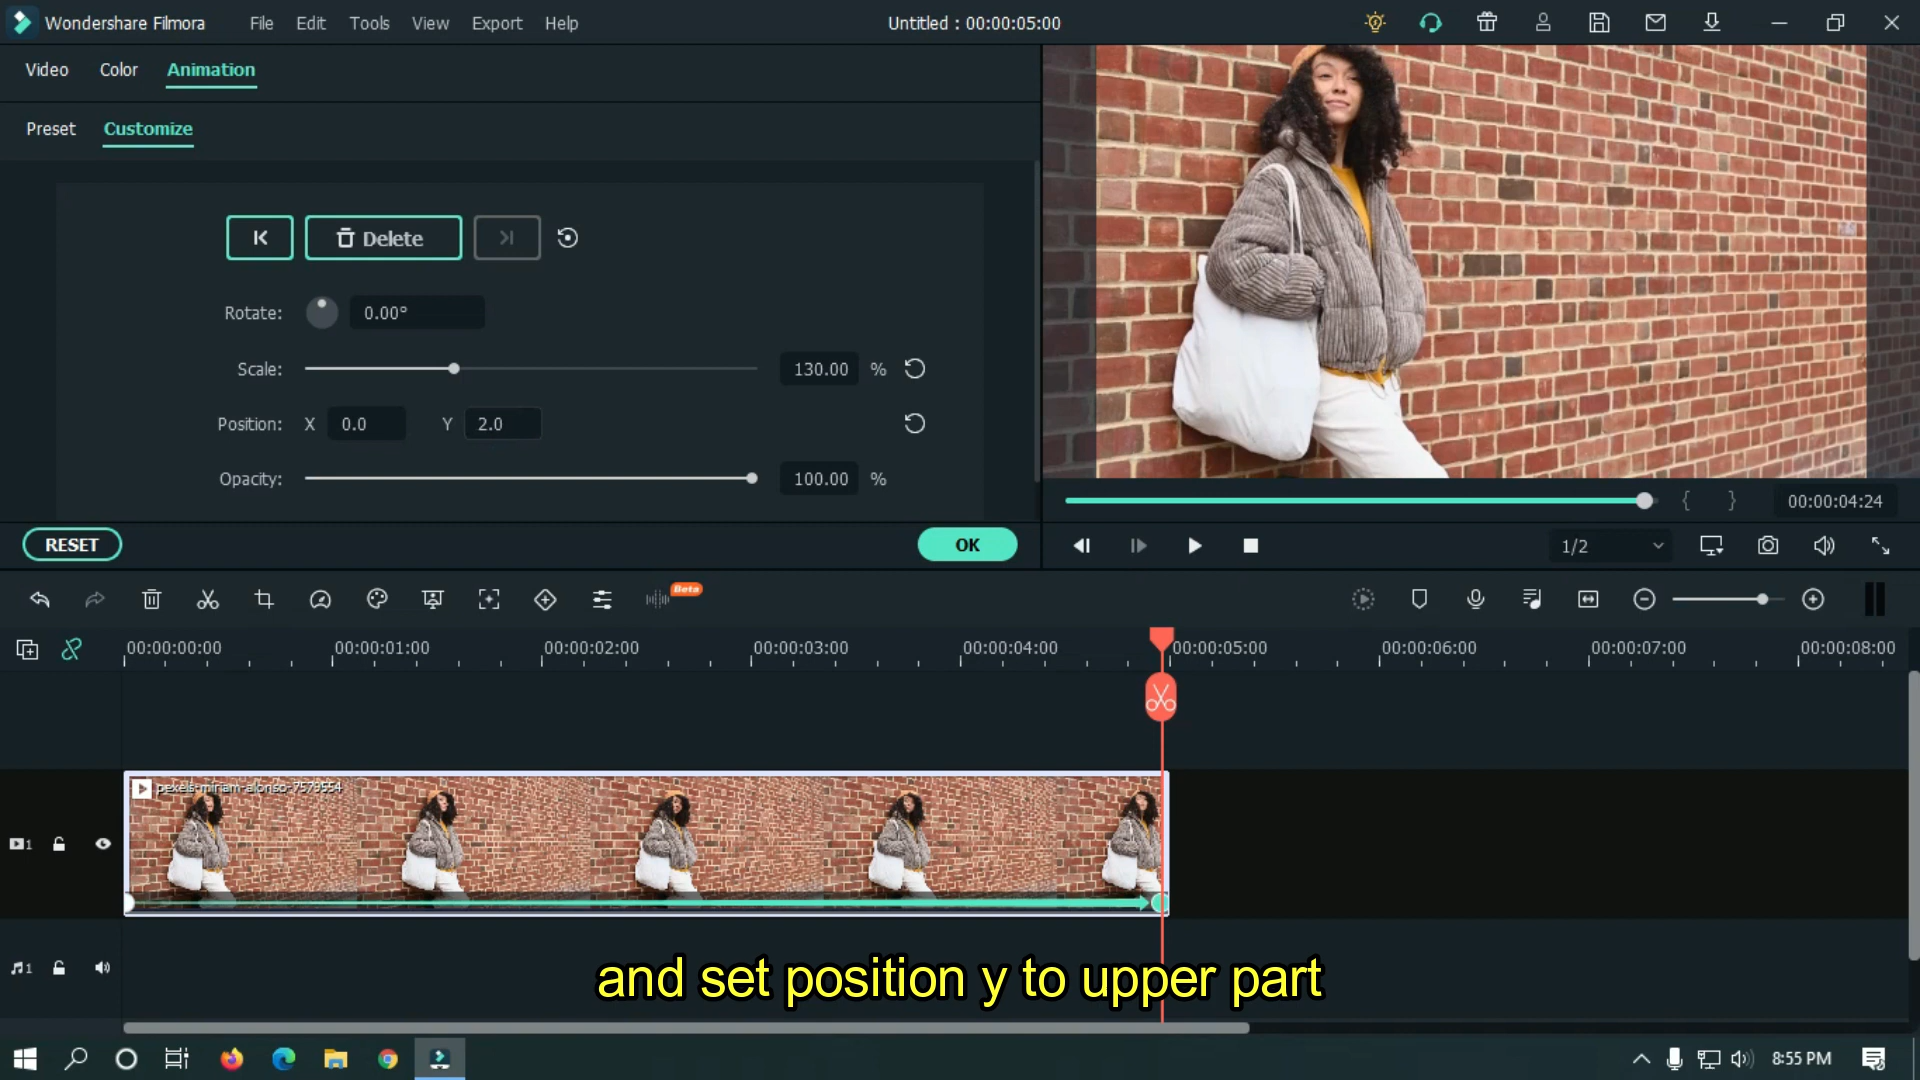 Wondershare Filmora File Edit Tools View Export Help Untitled : 00:00:05:00
Video Color Animation
Preset Customize
Delete
Rotate: 0.00°
Scale: 130.00 %
Position: X 0.0 Y 2.0
Opacity: 100.00 %
RESET OK
{ } 00:00:04:24
1/2
Beta
00:00:00:00 00:00:01:00 00:00:02:00 00:00:03:00 00:00:04:00 00:00:05:00 00:00:06:00 00:00:07:00 00:00:08:00
pexels-miriam-alonso-7579554
1
1
and set position y to upper part
8:55 PM